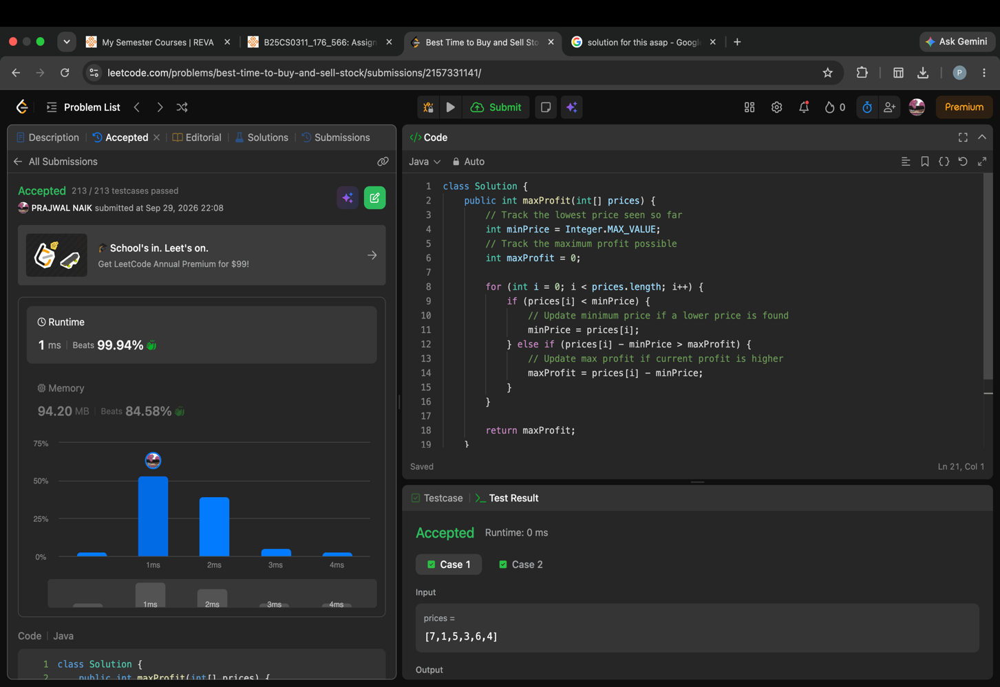 My Semester Courses | REVA
B25CS0311_176_566: Assign
Best Time to Buy and Sell Sto
solution for this asap - Google
Ask Gemini
leetcode.com/problems/best-time-to-buy-and-sell-stock/submissions/2157331141/
P
Problem List
Submit
0
Premium
Description
Accepted
Editorial
Solutions
Submissions
All Submissions
Accepted 213 / 213 testcases passed
PRAJWAL NAIK submitted at Sep 29, 2026 22:08
School's in. Leet's on.
Get LeetCode Annual Premium for $99!
Runtime
1 ms | Beats 99.94%
Memory
94.20 MB | Beats 84.58%
75%
50%
25%
0%
1ms 2ms 3ms 4ms
1ms 2ms 3ms 4ms
Code | Java
1 class Solution {
2 public int maxProfit(int[] prices) {
</> Code
Java Auto
1 class Solution {
2 public int maxProfit(int[] prices) {
3 // Track the lowest price seen so far
4 int minPrice = Integer.MAX_VALUE;
5 // Track the maximum profit possible
6 int maxProfit = 0;
7
8 for (int i = 0; i < prices.length; i++) {
9 if (prices[i] < minPrice) {
10 // Update minimum price if a lower price is found
11 minPrice = prices[i];
12 } else if (prices[i] - minPrice > maxProfit) {
13 // Update max profit if current profit is higher
14 maxProfit = prices[i] - minPrice;
15 }
16 }
17
18 return maxProfit;
19 }
Saved
Ln 21, Col 1
Testcase
Test Result
Accepted Runtime: 0 ms
Case 1 Case 2
Input
prices =
[7,1,5,3,6,4]
Output